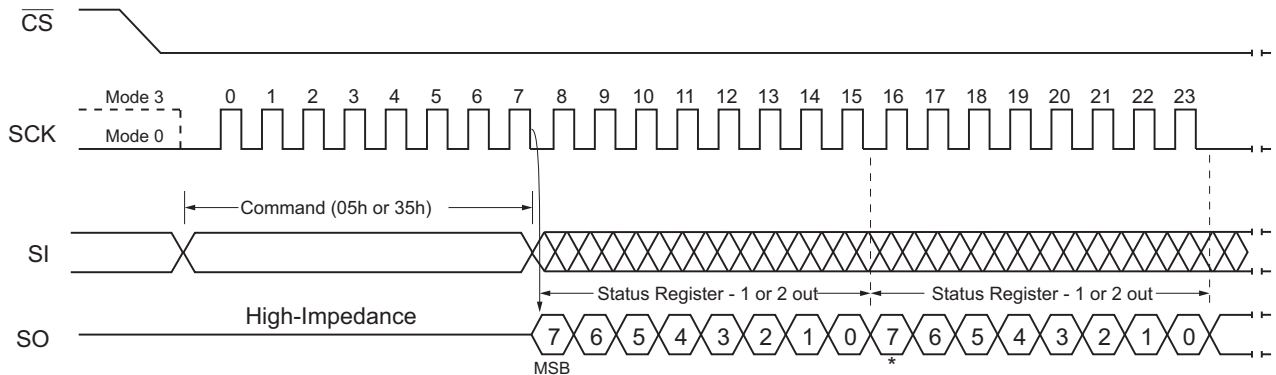 CS
Mode 3
0 1 2 3 4 5 6 7 8 9 10 11 12 13 14 15 16 17 18 19 20 21 22 23
SCK
Mode 0
Command (05h or 35h)
SI
Status Register - 1 or 2 out Status Register - 1 or 2 out
High-Impedance
SO
7 6 5 4 3 2 1 0 7 6 5 4 3 2 1 0
MSB *